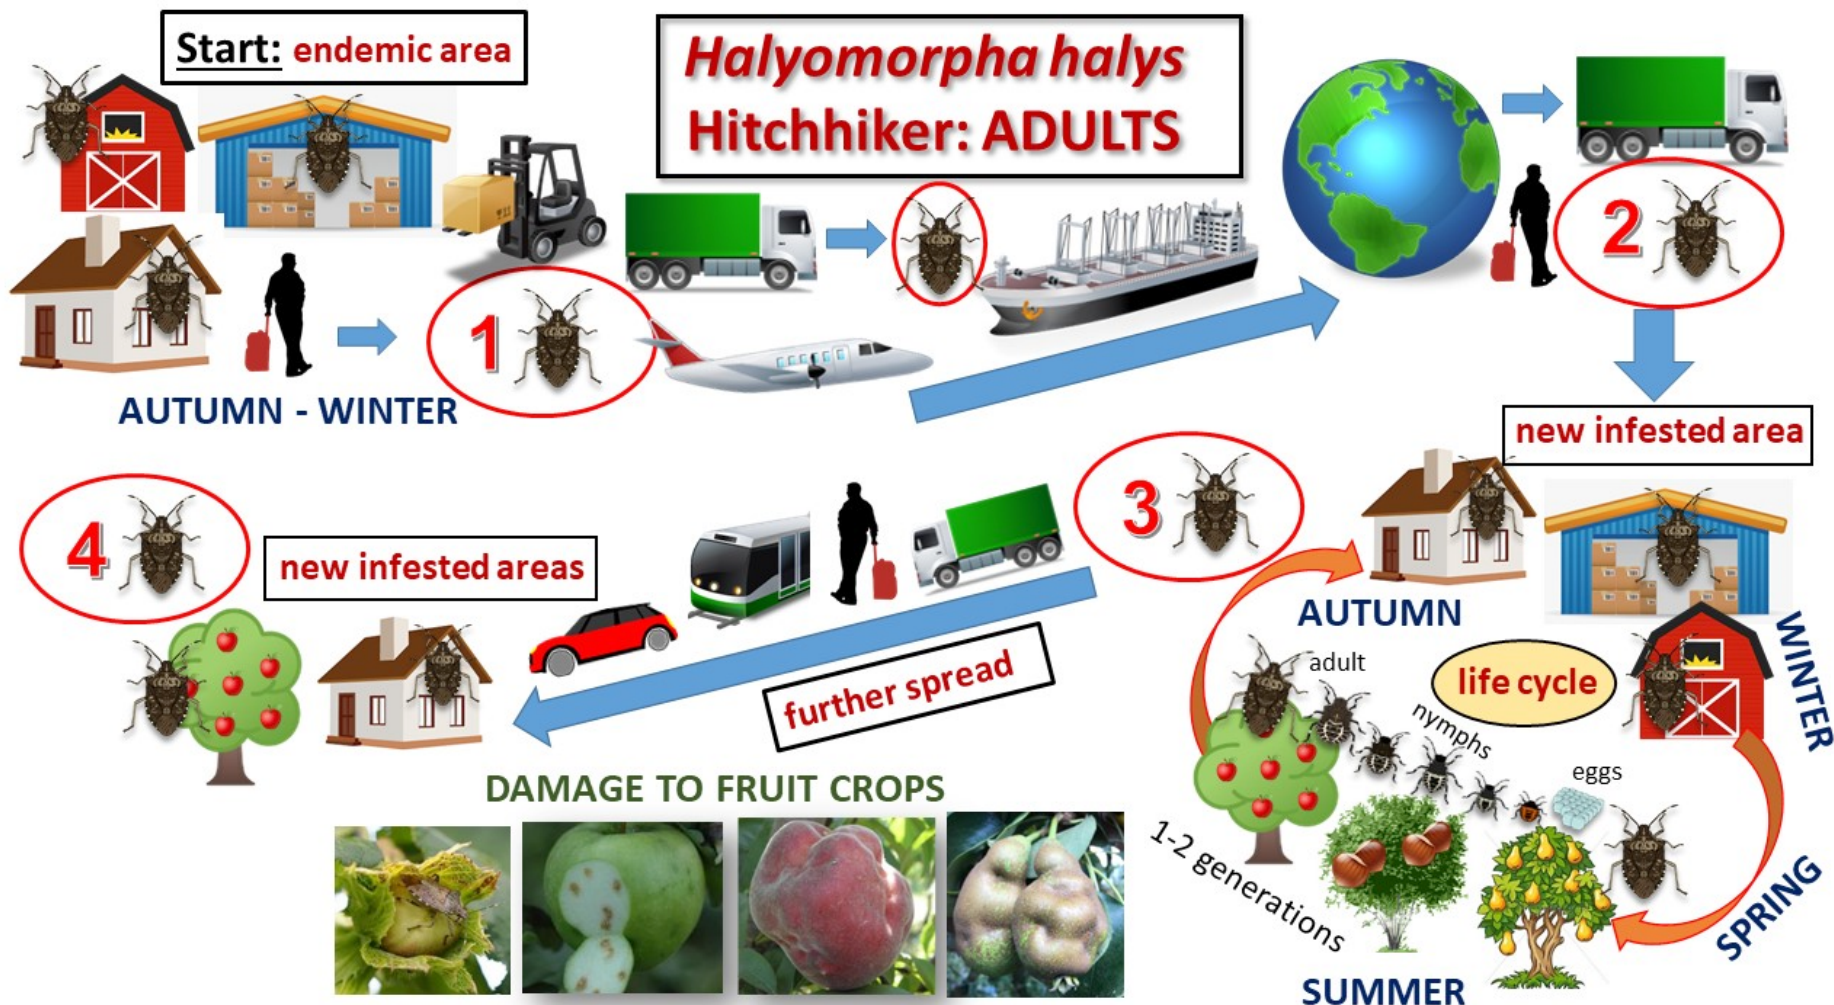 Start: endemic area
Halyomorpha halys
Hitchhiker: ADULTS
1
2
AUTUMN - WINTER
new infested area
3
4
new infested areas
further spread
AUTUMN
WINTER
life cycle
adult
nymphs
eggs
1-2 generations
SPRING
SUMMER
DAMAGE TO FRUIT CROPS